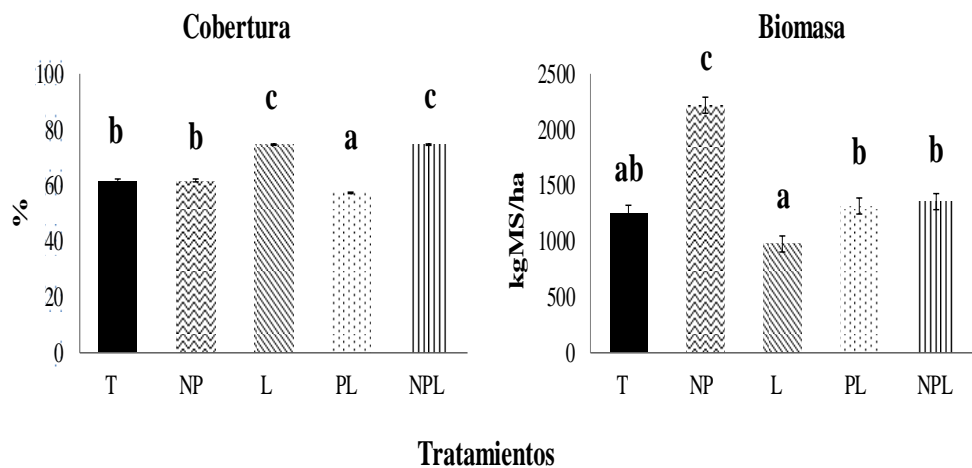 Cobertura
%
100
80
60
40
20
0
b
b
c
a
c
T NP L PL NPL
Biomasa
kgMS/ha
2500
2000
1500
1000
500
0
ab
c
a
b
b
T NP L PL NPL
Tratamientos